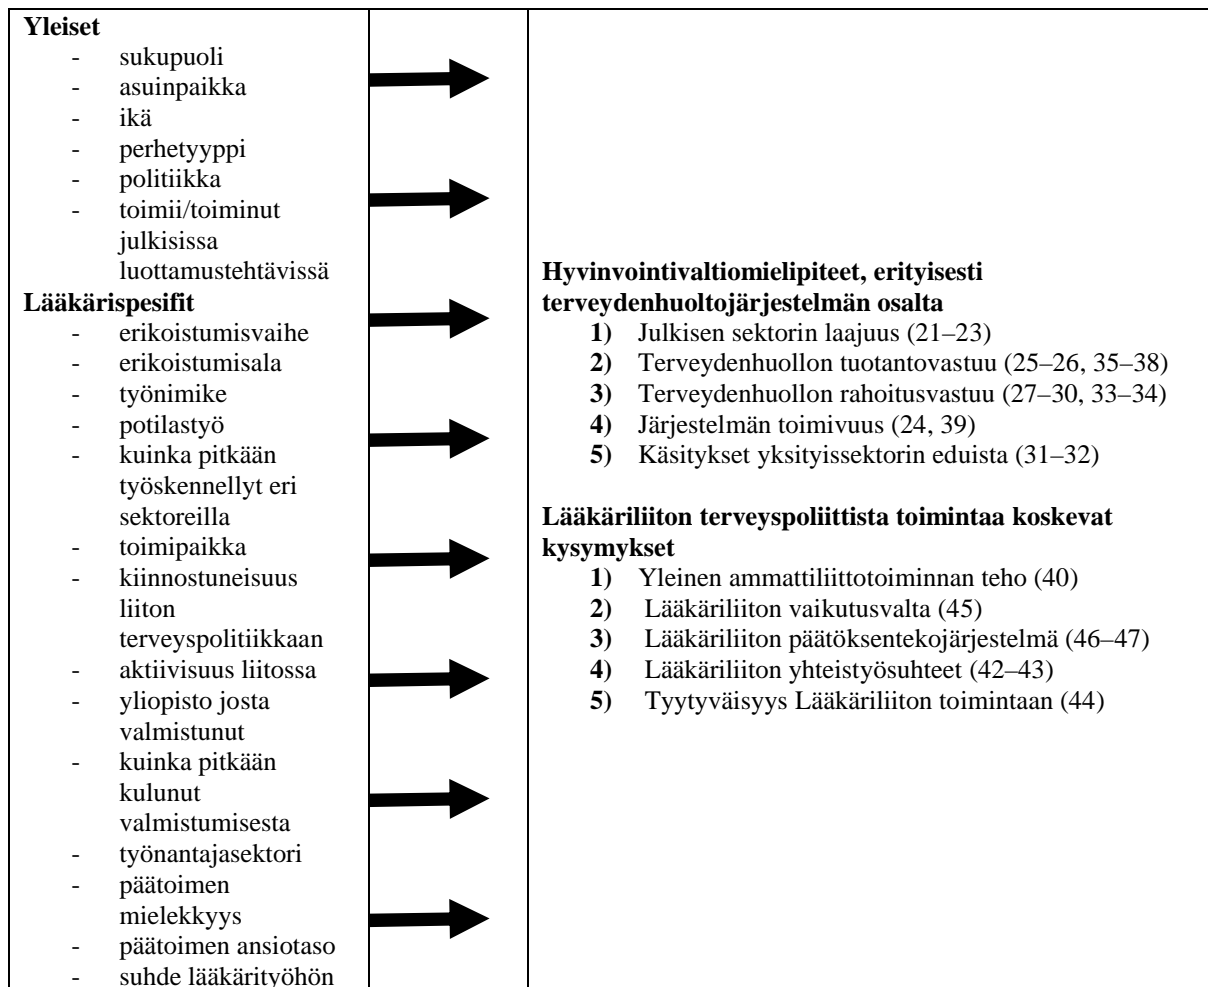 Yleiset
- sukupuoli
- asuinpaikka
- ikä
- perhetyyppi
- politiikka
- toimii/toiminut
julkisissa
luottamustehtävissä
Lääkärispesifit
- erikoistumisvaihe
- erikoistumisala
- työnimike
- potilastyö
- kuinka pitkään
työskennellyt eri
sektoreilla
- toimipaikka
- kiinnostuneisuus
liiton
terveyspolitiikkaan
- aktiivisuus liitossa
- yliopisto josta
valmistunut
- kuinka pitkään
kulunut
valmistumisesta
- työnantajasektori
- päätoimen
mielekkyys
- päätoimen ansiotaso
- suhde lääkärityöhön
Hyvinvointivaltiomielipiteet, erityisesti
terveydenhuoltojärjestelmän osalta
1) Julkisen sektorin laajuus (21–23)
2) Terveydenhuollon tuotantovastuu (25–26, 35–38)
3) Terveydenhuollon rahoitusvastuu (27–30, 33–34)
4) Järjestelmän toimivuus (24, 39)
5) Käsitykset yksityissektorin eduista (31–32)
Lääkäriliiton terveyspoliittista toimintaa koskevat
kysymykset
1) Yleinen ammattiliittotoiminnan teho (40)
2) Lääkäriliiton vaikutusvalta (45)
3) Lääkäriliiton päätöksentekojärjestelmä (46–47)
4) Lääkäriliiton yhteistyösuhteet (42–43)
5) Tyytyväisyys Lääkäriliiton toimintaan (44)